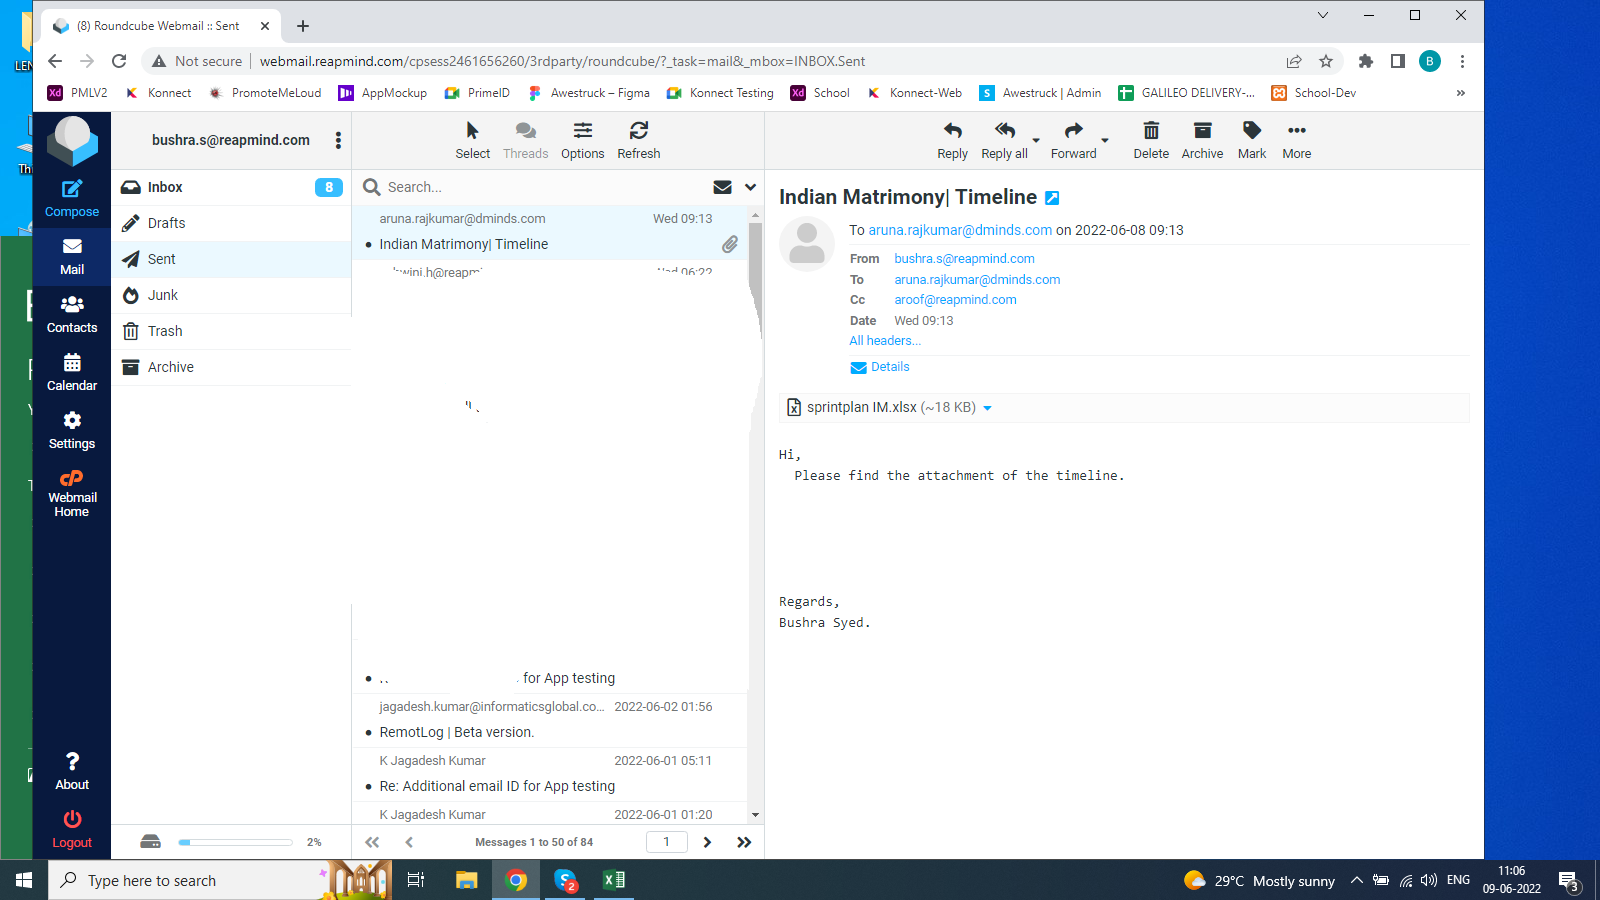 (8) Roundcube Webmail :: Sent
Not secure
webmail.reapmind.com/cpsess2461656260/3rdparty/roundcube/?_task=mail&_mbox=INBOX.Sent
B
PMLV2
Konnect
PromoteMeLoud
AppMockup
PrimeID
Awestruck – Figma
Konnect Testing
School
Konnect-Web
Awestruck | Admin
GALILEO DELIVERY-...
School-Dev
»
Compose
Mail
Contacts
Calendar
Settings
Webmail
Home
About
Logout
bushra.s@reapmind.com
Inbox 8
Drafts
Sent
Junk
Trash
Archive
2%
Select
Threads
Options
Refresh
Search...
aruna.rajkumar@dminds.com Wed 09:13
Indian Matrimony| Timeline
for App testing
jagadesh.kumar@informaticsglobal.co... 2022-06-02 01:56
RemotLog | Beta version.
K Jagadesh Kumar 2022-06-01 05:11
Re: Additional email ID for App testing
K Jagadesh Kumar 2022-06-01 01:20
Messages 1 to 50 of 84
1
Reply
Reply all
Forward
Delete
Archive
Mark
More
Indian Matrimony| Timeline
To aruna.rajkumar@dminds.com on 2022-06-08 09:13
From bushra.s@reapmind.com
To aruna.rajkumar@dminds.com
Cc aroof@reapmind.com
Date Wed 09:13
All headers...
Details
sprintplan IM.xlsx (~18 KB)
Hi,
Please find the attachment of the timeline.
Regards,
Bushra Syed.
Type here to search
2
29°C Mostly sunny
ENG
11:06
09-06-2022
3